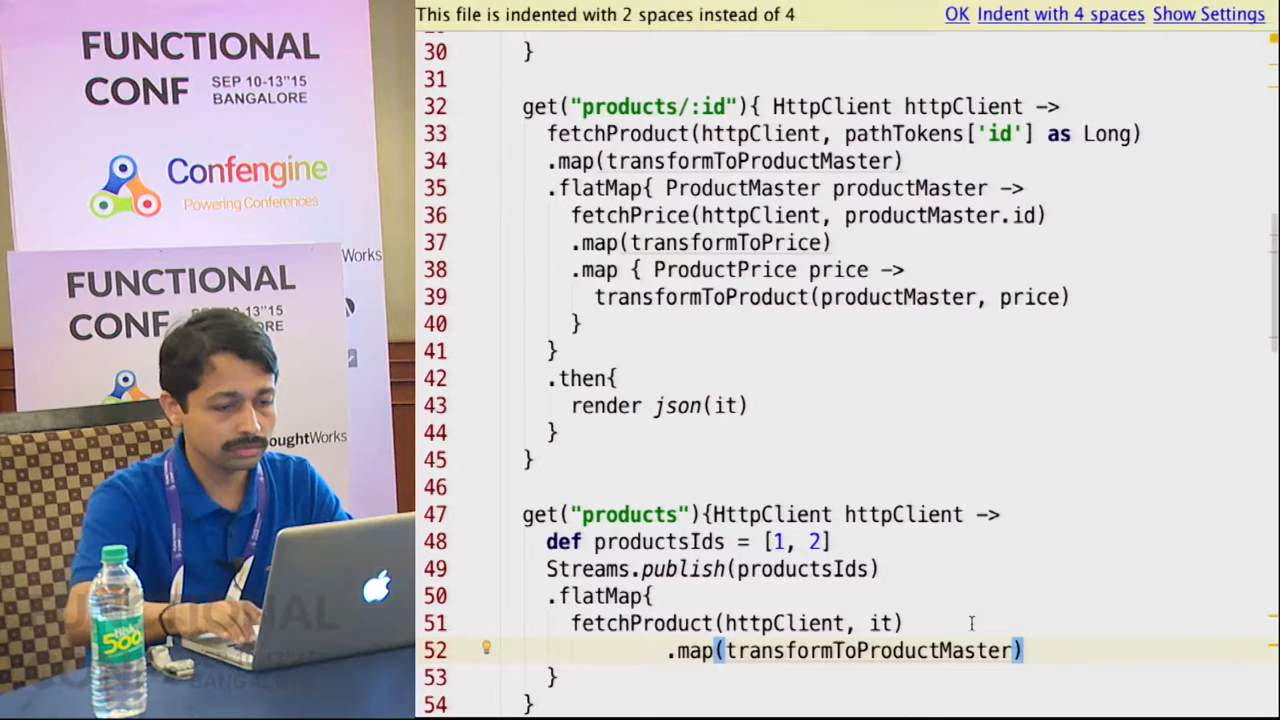 FUNCTIONAL
CONF
SEP 10-13"15
BANGALORE
Confengine
Powering Conferences
Works
FUNCTIONAL
CONF
oughtWorks
500
This file is indented with 2 spaces instead of 4
OK Indent with 4 spaces Show Settings
30 }
31
32 get("products/:id"){ HttpClient httpClient ->
33 fetchProduct(httpClient, pathTokens['id'] as Long)
34 .map(transformToProductMaster)
35 .flatMap{ ProductMaster productMaster ->
36 fetchPrice(httpClient, productMaster.id)
37 .map(transformToPrice)
38 .map { ProductPrice price ->
39 transformToProduct(productMaster, price)
40 }
41 }
42 .then{
43 render json(it)
44 }
45 }
46
47 get("products"){HttpClient httpClient ->
48 def productsIds = [1, 2]
49 Streams.publish(productsIds)
50 .flatMap{
51 fetchProduct(httpClient, it)
52 .map(transformToProductMaster)
53 }
54 }